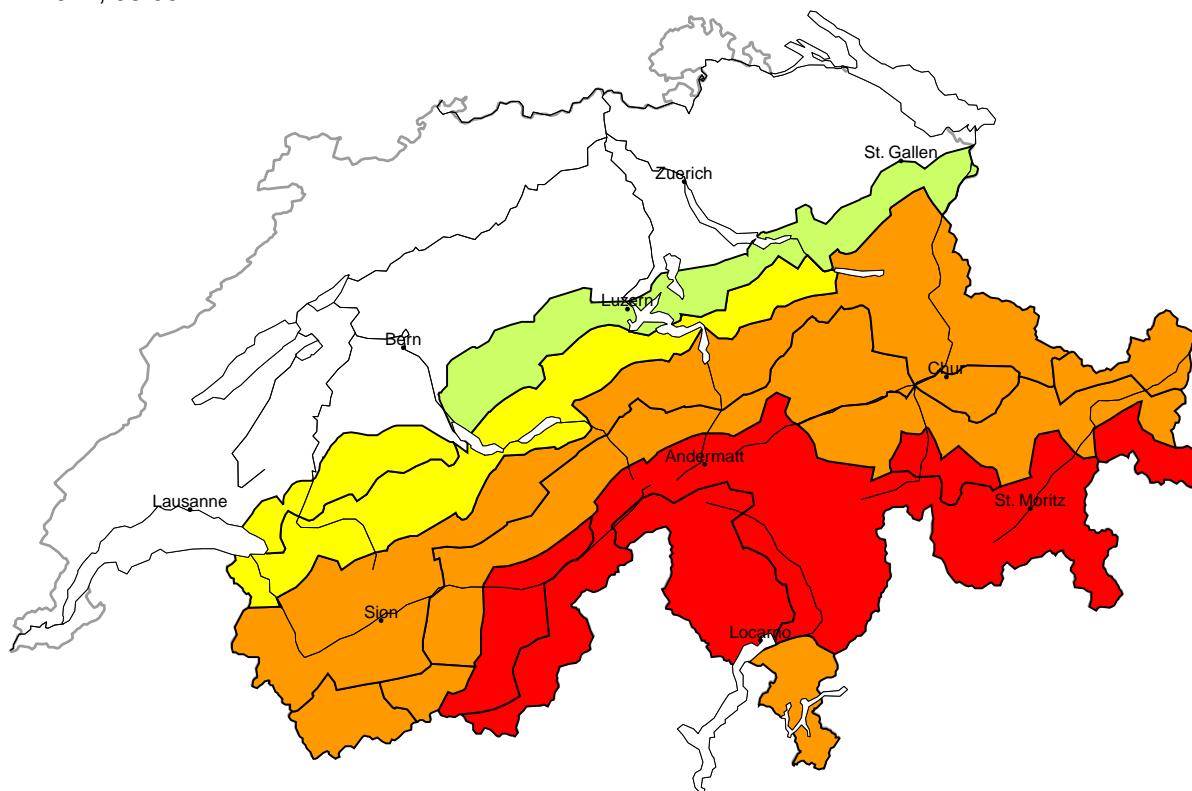 St. Gallen
Zuerich
Luzern
Bern
Chur
Andermatt
Lausanne
St. Moritz
Sion
Locarno